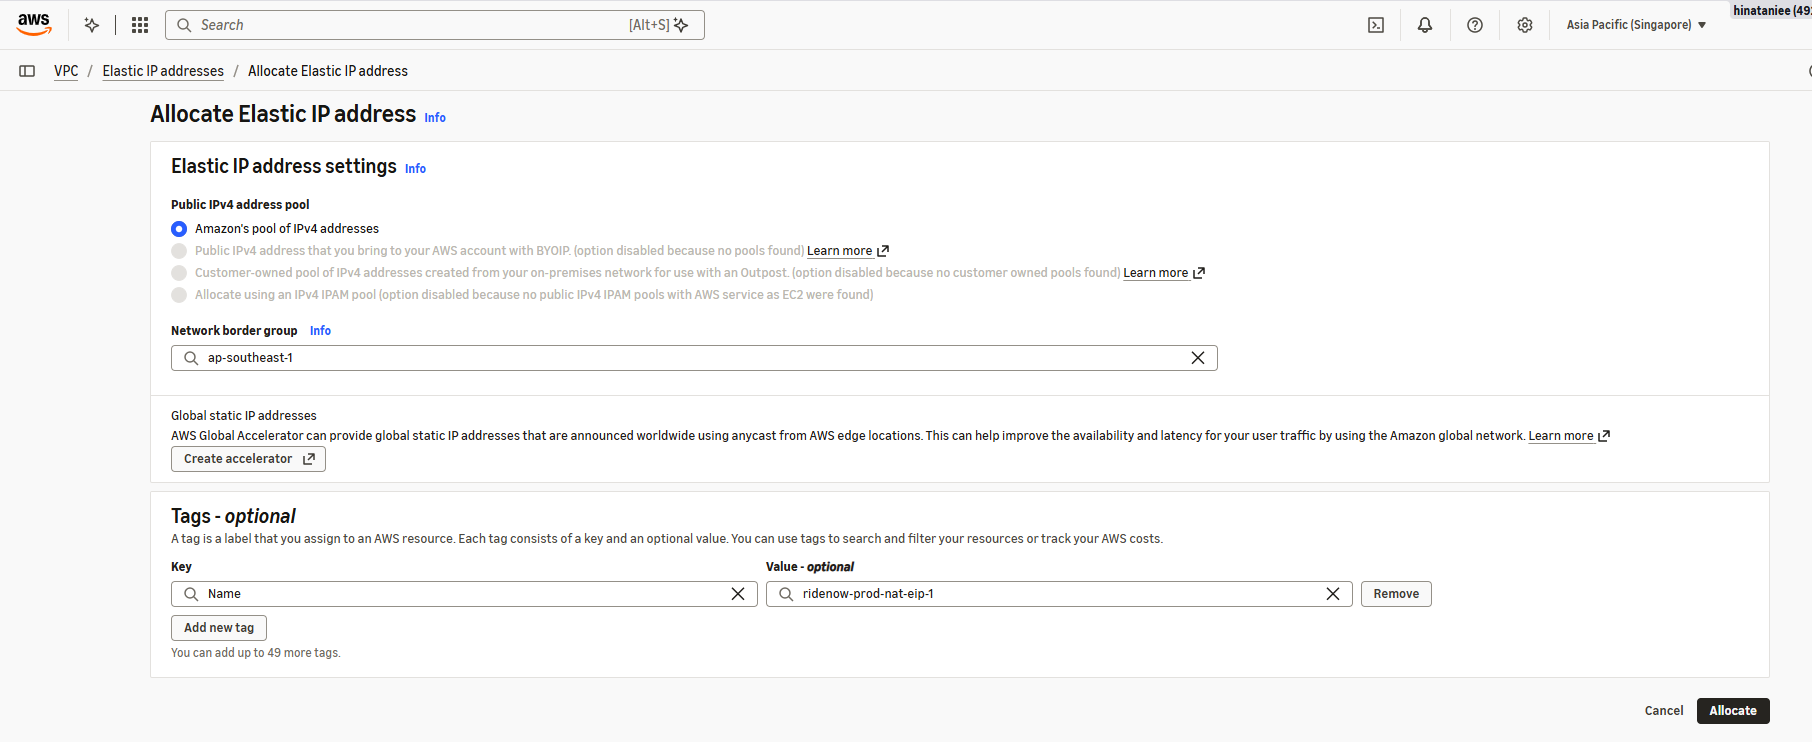 hinataniee (49
aws
Search
[Alt+S]
Asia Pacific (Singapore)
VPC / Elastic IP addresses / Allocate Elastic IP address
Allocate Elastic IP address Info
Elastic IP address settings Info
Public IPv4 address pool
Amazon's pool of IPv4 addresses
Public IPv4 address that you bring to your AWS account with BYOIP. (option disabled because no pools found) Learn more
Customer-owned pool of IPv4 addresses created from your on-premises network for use with an Outpost. (option disabled because no customer owned pools found) Learn more
Allocate using an IPv4 IPAM pool (option disabled because no public IPv4 IPAM pools with AWS service as EC2 were found)
Network border group Info
ap-southeast-1
Global static IP addresses
AWS Global Accelerator can provide global static IP addresses that are announced worldwide using anycast from AWS edge locations. This can help improve the availability and latency for your user traffic by using the Amazon global network. Learn more
Create accelerator
Tags - optional
A tag is a label that you assign to an AWS resource. Each tag consists of a key and an optional value. You can use tags to search and filter your resources or track your AWS costs.
Key
Value - optional
Name
ridenow-prod-nat-eip-1
Remove
Add new tag
You can add up to 49 more tags.
Cancel
Allocate